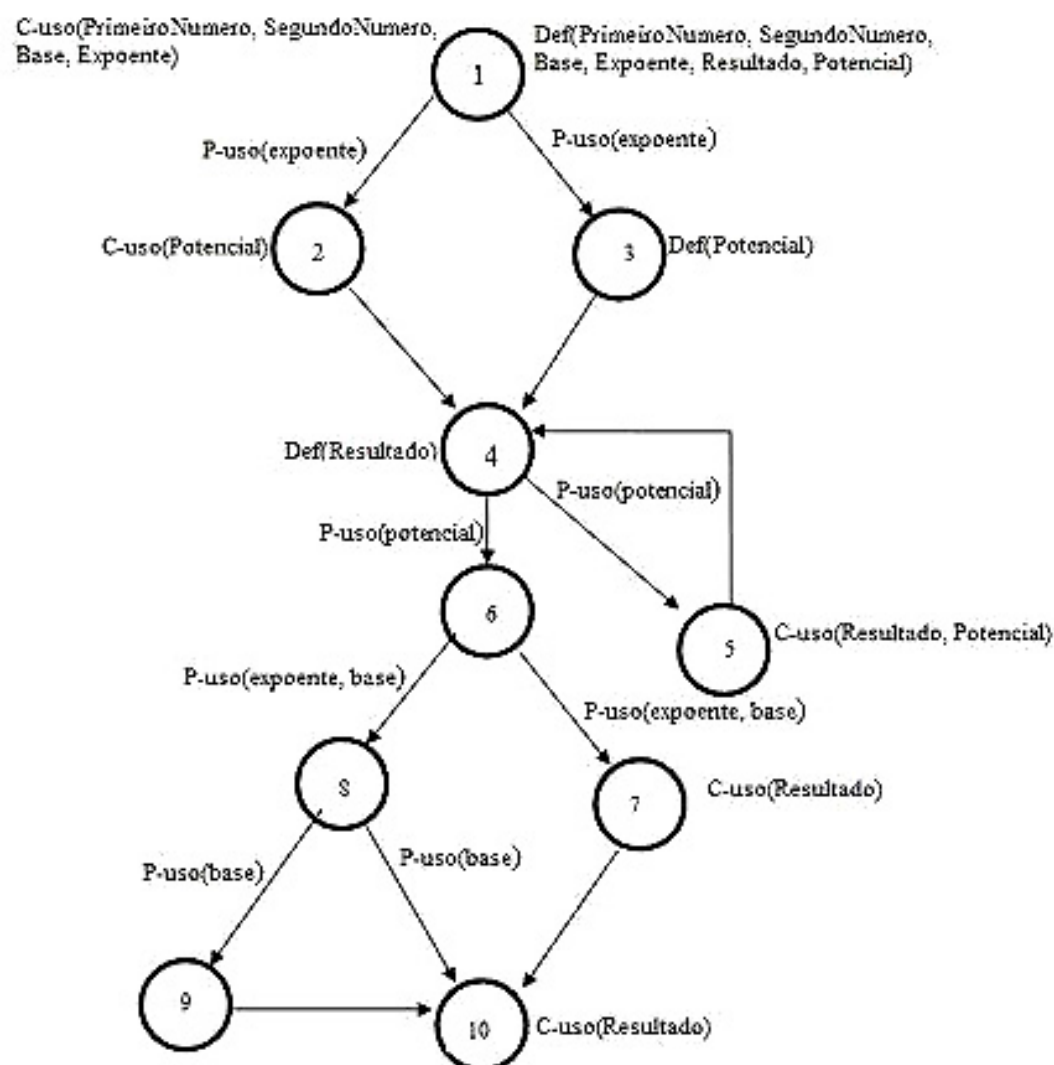 C-uso(PrimeiroNumero, SegundoNumero,
Base, Expoente)
Def(PrimeiroNumero, SegundoNumero,
Base, Expoente, Resultado, Potencial)
1
P-uso(expoente)
P-uso(expoente)
C-uso(Potencial)
2
3
Def(Potencial)
Def(Resultado)
4
P-uso(potencial)
P-uso(potencial)
6
5
C-uso(Resultado, Potencial)
P-uso(expoente, base)
P-uso(expoente, base)
8
7
C-uso(Resultado)
P-uso(base)
P-uso(base)
9
10
C-uso(Resultado)